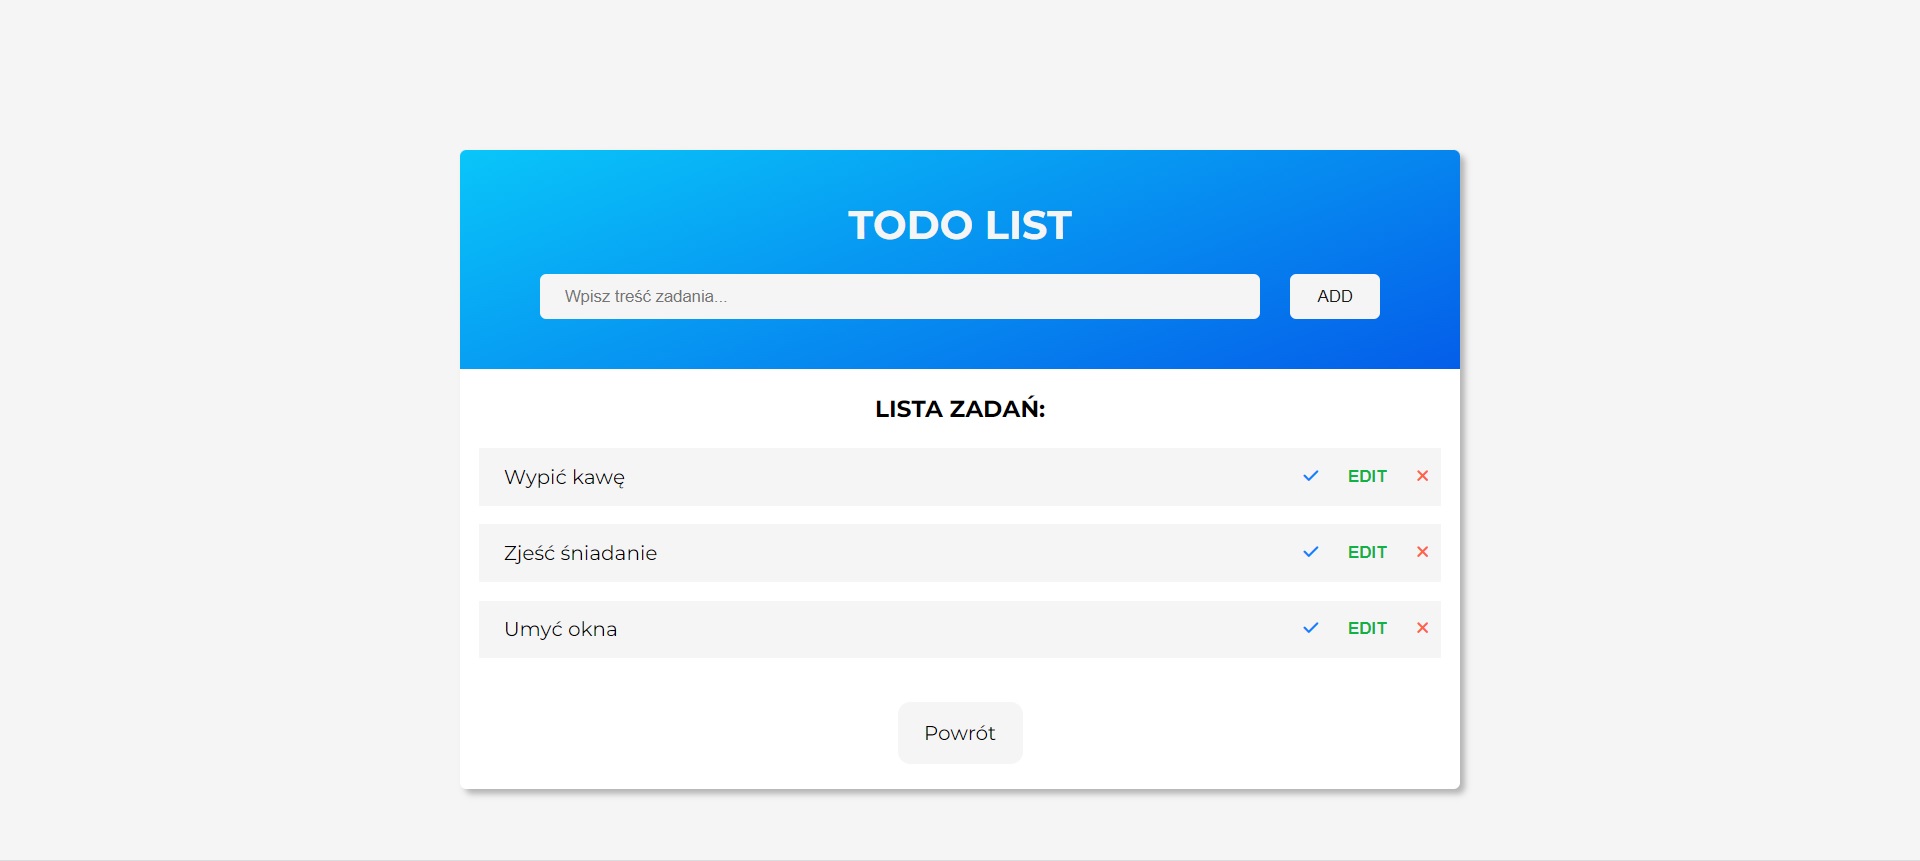 TODO LIST
Wpisz treść zadania...
ADD
LISTA ZADAŃ:
Wypić kawę
EDIT
Zjeść śniadanie
EDIT
Umyć okna
EDIT
Powrót